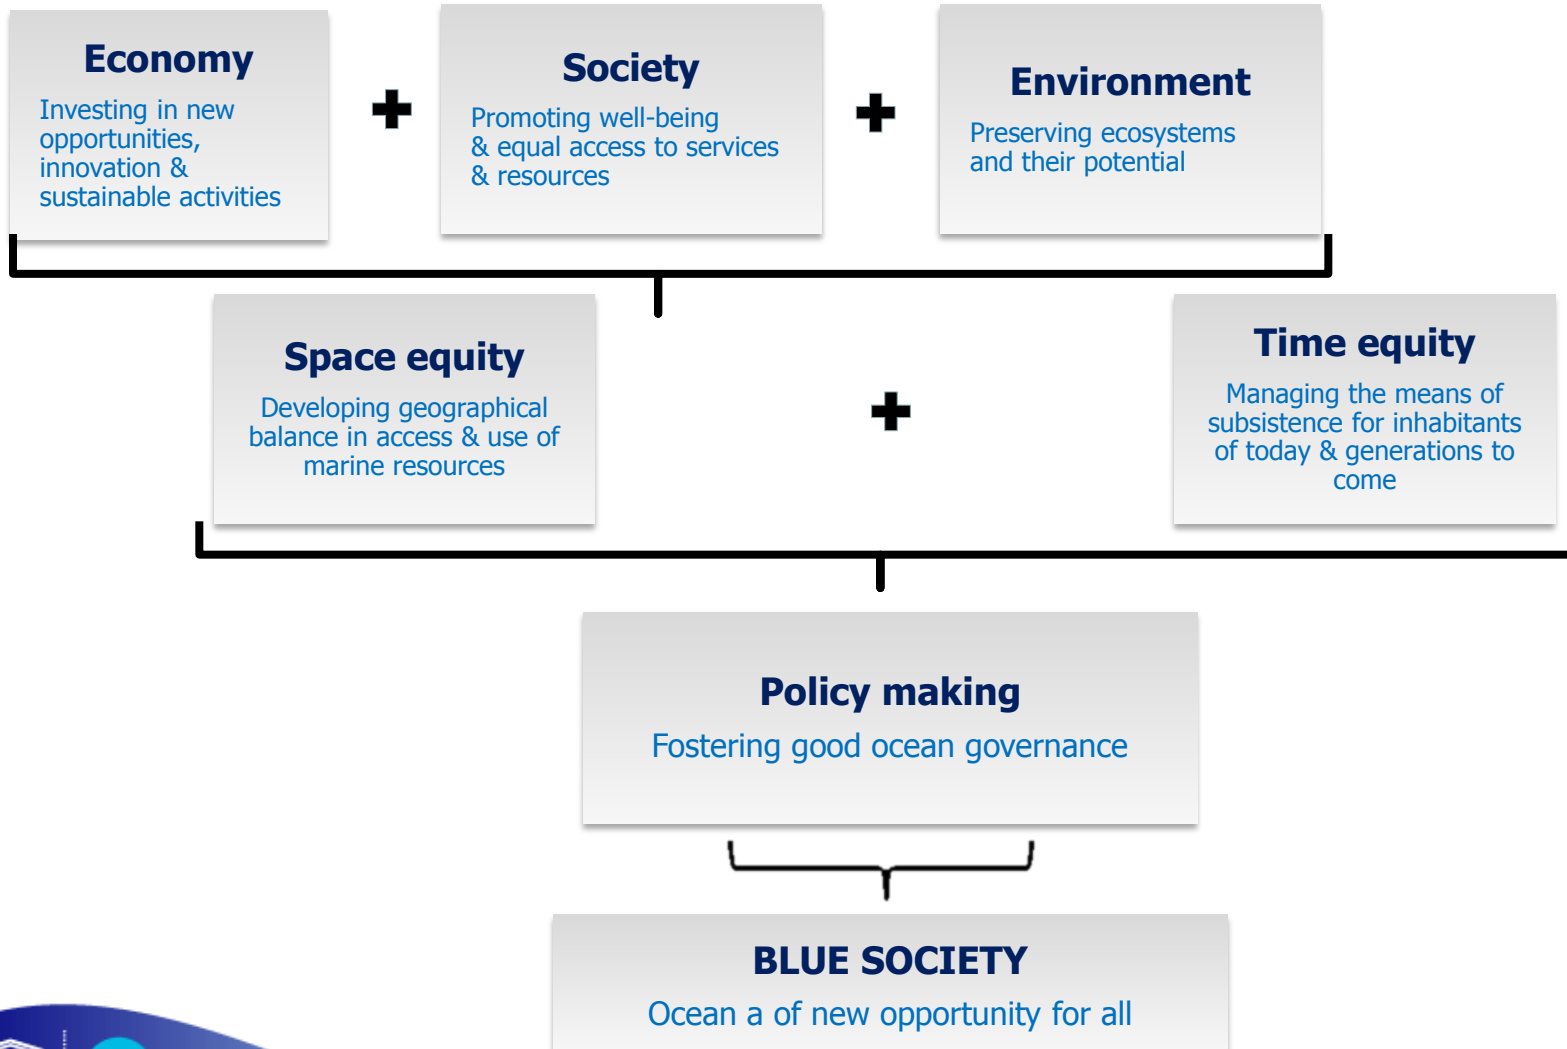 Economy
Investing in new
opportunities,
innovation &
sustainable activities
Society
Promoting well-being
& equal access to services
& resources
Environment
Preserving ecosystems
and their potential
Space equity
Developing geographical
balance in access & use of
marine resources
Time equity
Managing the means of
subsistence for inhabitants
of today & generations to
come
Policy making
Fostering good ocean governance
BLUE SOCIETY
Ocean a of new opportunity for all